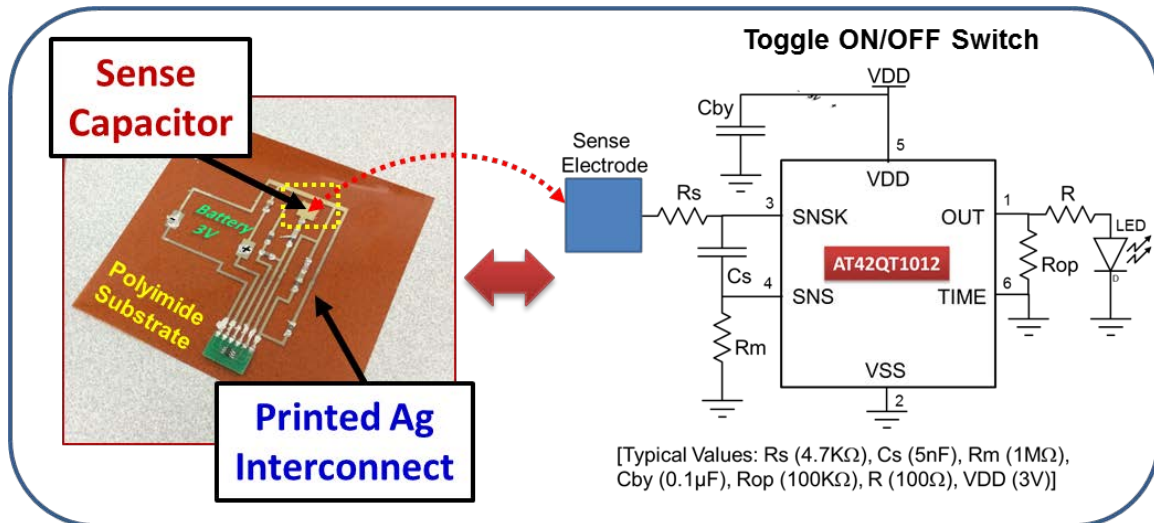 Sense
Capacitor
Battery
3V
Polyimide
Substrate
Printed Ag
Interconnect
Toggle ON/OFF Switch
VDD
Cby
Sense
Electrode
5
VDD
Rs
3
SNSK
OUT
1
R
LED
Cs
AT42QT1012
Rop
D
4
SNS
TIME
6
Rm
VSS
2
[Typical Values: Rs (4.7KΩ), Cs (5nF), Rm (1MΩ),
Cby (0.1µF), Rop (100KΩ), R (100Ω), VDD (3V)]